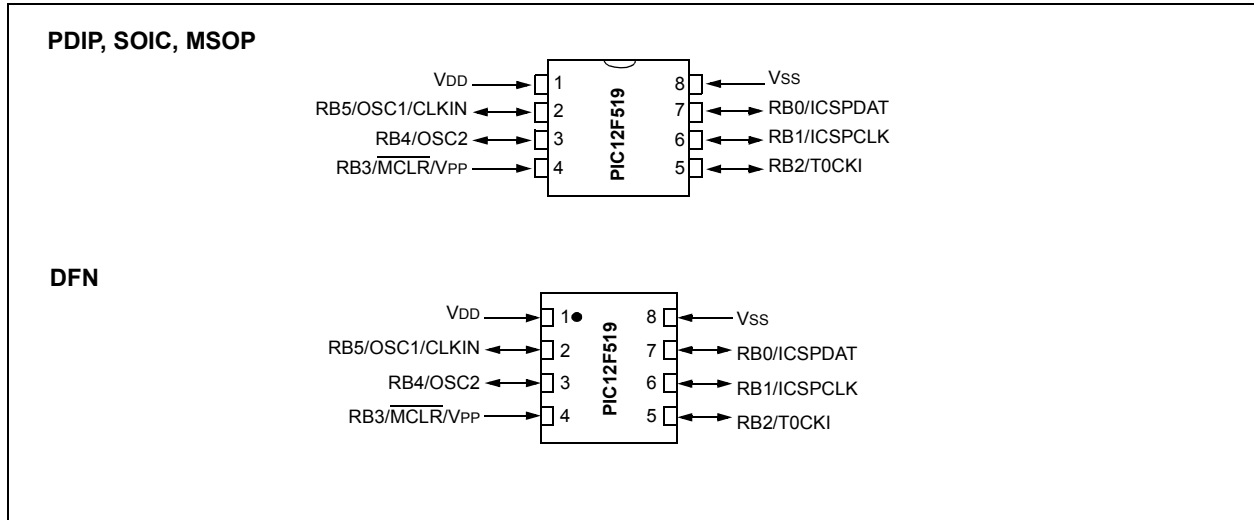 PDIP, SOIC, MSOP
VDD
RB5/OSC1/CLKIN
RB4/OSC2
RB3/MCLR/VPP
1
2
3
4
PIC12F519
8
7
6
5
VSS
RB0/ICSPDAT
RB1/ICSPCLK
RB2/T0CKI
DFN
VDD
RB5/OSC1/CLKIN
RB4/OSC2
RB3/MCLR/VPP
1
2
3
4
PIC12F519
8
7
6
5
VSS
RB0/ICSPDAT
RB1/ICSPCLK
RB2/T0CKI